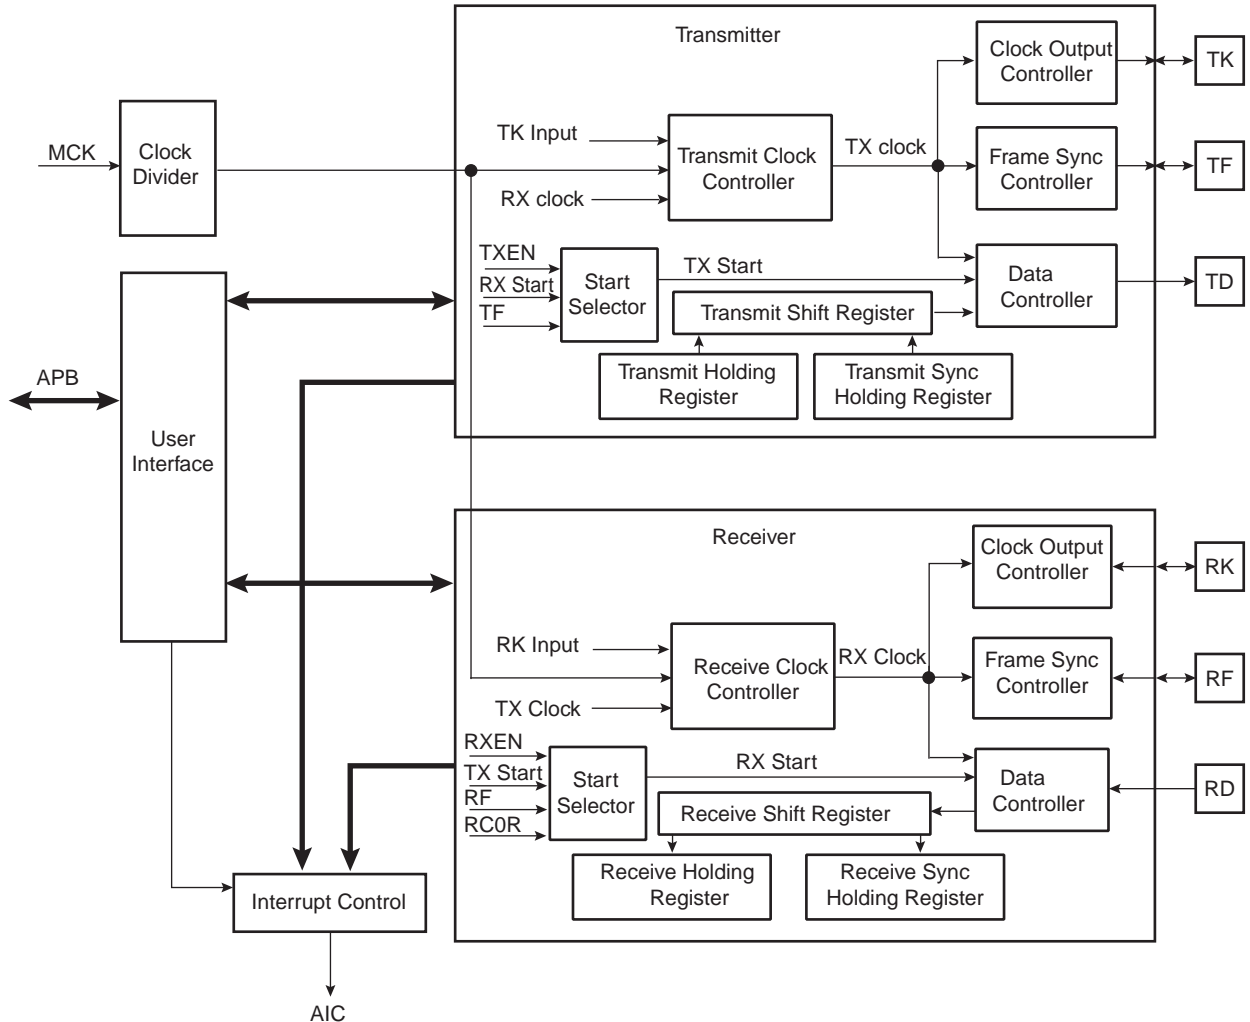 Transmitter
Clock Output
Controller
TK
MCK
Clock
Divider
TK Input
Transmit Clock
Controller
TX clock
Frame Sync
Controller
TF
RX clock
TXEN
RX Start
TF
Start
Selector
TX Start
Data
Controller
TD
Transmit Shift Register
Transmit Holding
Register
Transmit Sync
Holding Register
APB
User
Interface
Receiver
Clock Output
Controller
RK
RK Input
Receive Clock
Controller
RX Clock
Frame Sync
Controller
RF
TX Clock
RXEN
TX Start
RF
RC0R
Start
Selector
RX Start
Data
Controller
RD
Receive Shift Register
Receive Holding
Register
Receive Sync
Holding Register
Interrupt Control
AIC